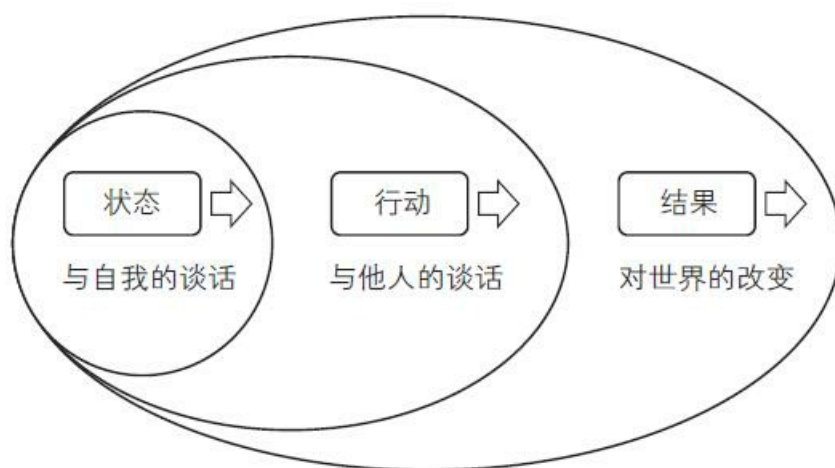 状态
行动
结果
与自我的谈话
与他人的谈话
对世界的改变